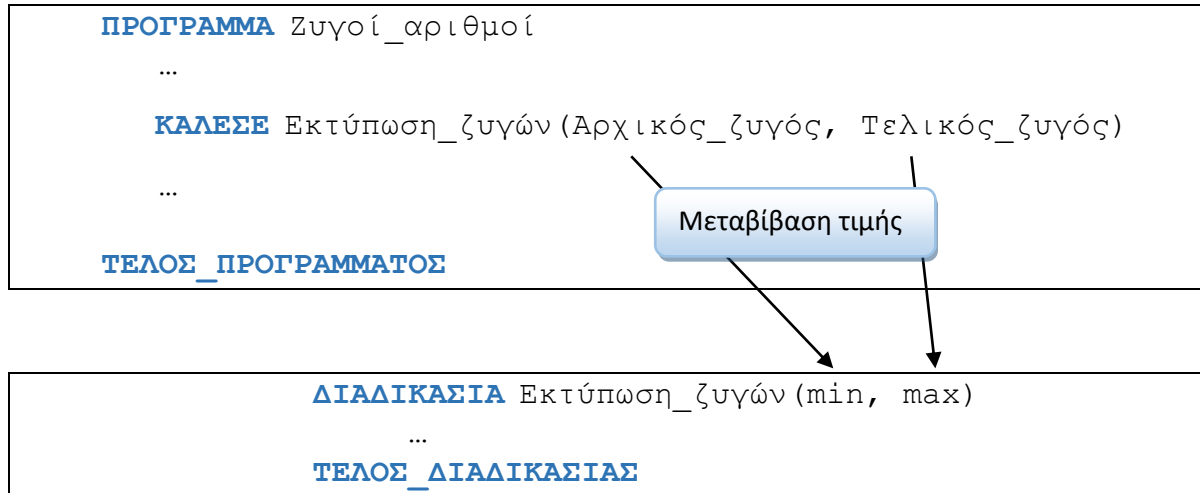 ΠΡΟΓΡΑΜΜΑ Ζυγοί_αριθμοί
…
ΚΑΛΕΣΕ Εκτύπωση_ζυγών(Αρχικός_ζυγός, Τελικός_ζυγός)
…
Μεταβίβαση τιμής
ΤΕΛΟΣ_ΠΡΟΓΡΑΜΜΑΤΟΣ
ΔΙΑΔΙΚΑΣΙΑ Εκτύπωση_ζυγών(min, max)
…
ΤΕΛΟΣ_ΔΙΑΔΙΚΑΣΙΑΣ